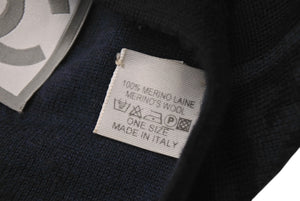 100% MERINO LAINE
MERINO'S WOOL
ONE SIZE
MADE IN ITALY